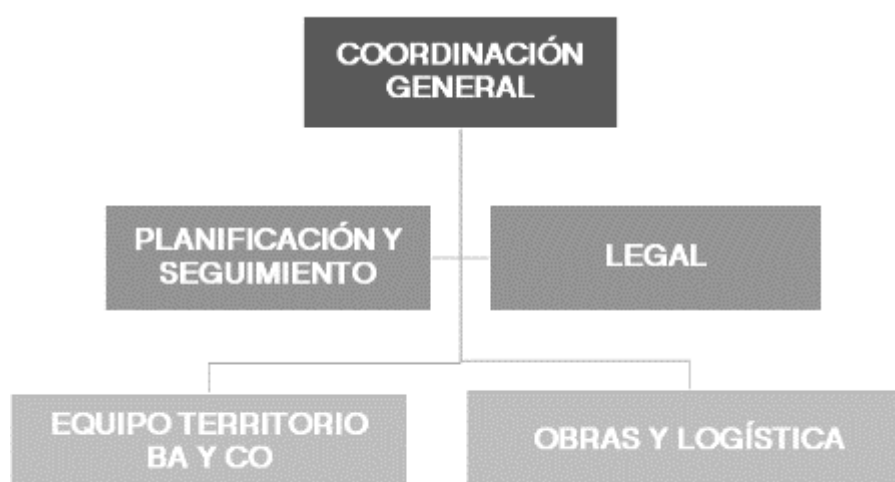 COORDINACIÓN
GENERAL
PLANIFICACIÓN Y
SEGUIMIENTO
LEGAL
EQUIPO TERRITORIO
BA Y CO
OBRAS Y LOGÍSTICA